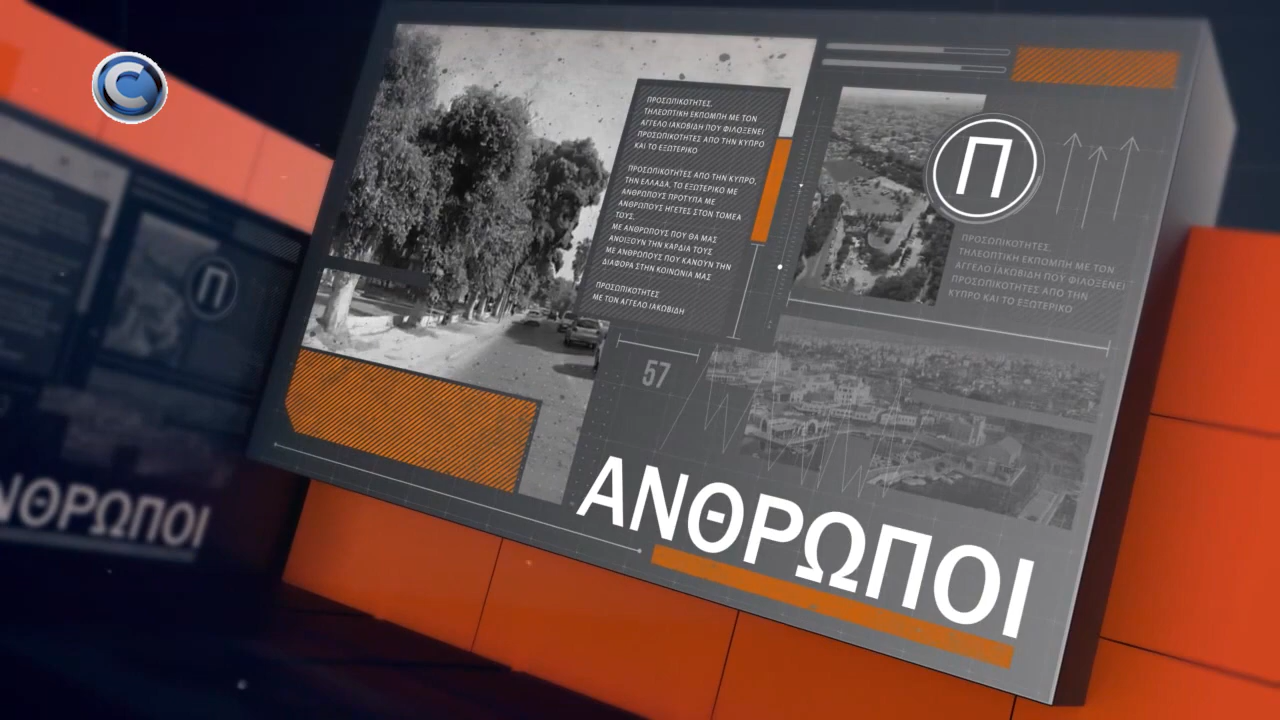 C
ΠΡΟΣΩΠΙΚΟΤΗΤΕΣ,
ΤΗΛΕΟΠΤΙΚΗ ΕΚΠΟΜΠΗ ΜΕ ΤΟΝ
ΑΓΓΕΛΟ ΙΑΚΩΒΙΔΗ ΠΟΥ ΦΙΛΟΞΕΝΕΙ
ΠΡΟΣΩΠΙΚΟΤΗΤΕΣ ΑΠΟ ΤΗΝ ΚΥΠΡΟ
ΚΑΙ ΤΟ ΕΞΩΤΕΡΙΚΟ
ΠΡΟΣΩΠΙΚΟΤΗΤΕΣ ΑΠΟ ΤΗΝ ΚΥΠΡΟ,
ΤΗΝ ΕΛΛΑΔΑ, ΤΟ ΕΞΩΤΕΡΙΚΟ ΜΕ
ΑΝΘΡΩΠΟΥΣ ΠΡΟΤΥΠΑ ΜΕ
ΑΝΘΡΩΠΟΥΣ ΗΓΕΤΕΣ ΣΤΟΝ ΤΟΜΕΑ
ΤΟΥΣ.
ΜΕ ΑΝΘΡΩΠΟΥΣ ΠΟΥ ΘΑ ΜΑΣ
ΑΝΟΙΞΟΥΝ ΤΗΝ ΚΑΡΔΙΑ ΤΟΥΣ
ΜΕ ΑΝΘΡΩΠΟΥΣ ΠΟΥ ΚΑΝΟΥΝ ΤΗΝ
ΔΙΑΦΟΡΑ ΣΤΗΝ ΚΟΙΝΩΝΙΑ ΜΑΣ
ΠΡΟΣΩΠΙΚΟΤΗΤΕΣ
ΜΕ ΤΟΝ ΑΓΓΕΛΟ ΙΑΚΩΒΙΔΗ
Π
ΠΡΟΣΩΠΙΚΟΤΗΤΕΣ,
ΤΗΛΕΟΠΤΙΚΗ ΕΚΠΟΜΠΗ ΜΕ ΤΟΝ
ΑΓΓΕΛΟ ΙΑΚΩΒΙΔΗ ΠΟΥ ΦΙΛΟΞΕΝΕΙ
ΠΡΟΣΩΠΙΚΟΤΗΤΕΣ ΑΠΟ ΤΗΝ
ΚΥΠΡΟ ΚΑΙ ΤΟ ΕΞΩΤΕΡΙΚΟ
57
ΑΝΘΡΩΠΟΙ
Π
ΝΘΡΩΠΟΙ